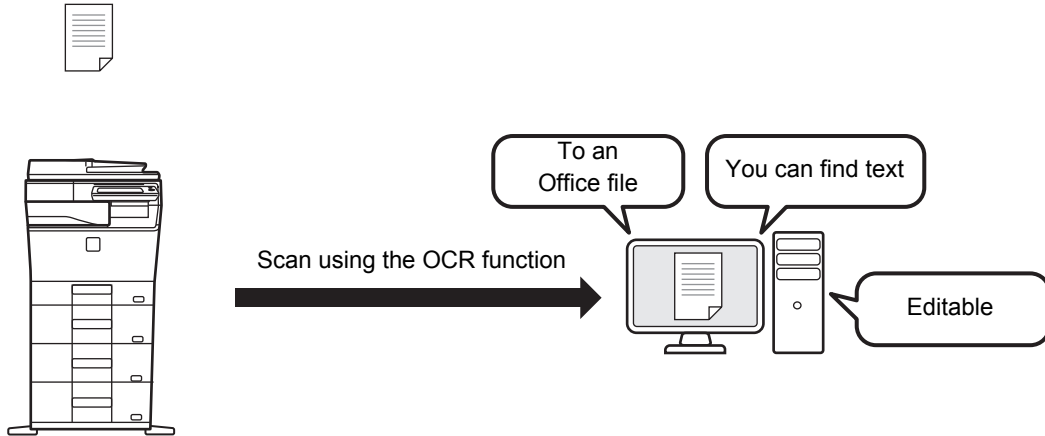 To an
Office file
You can find text
Scan using the OCR function
Editable